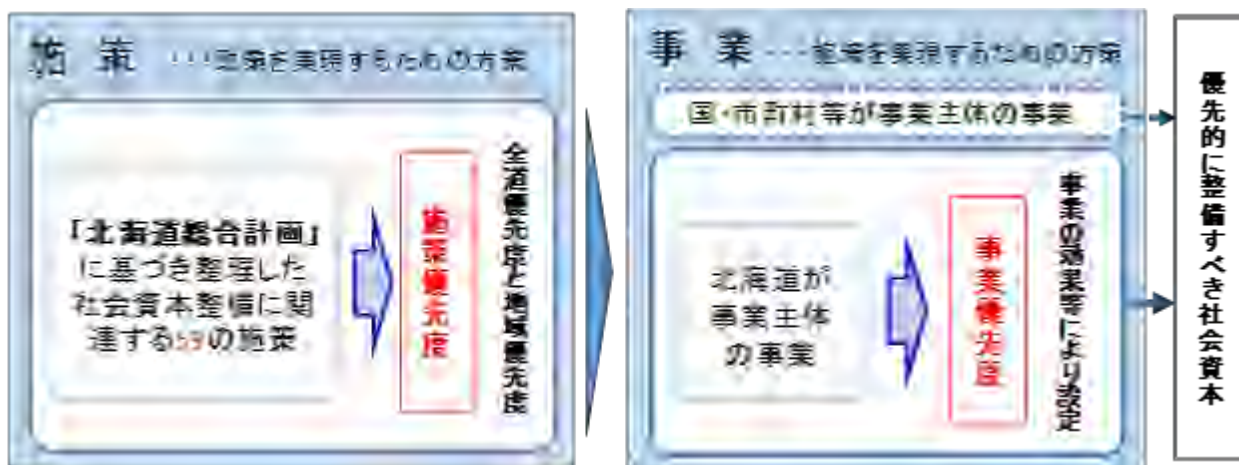 施 策 ・・・政策を実現するための方策
「北海道総合計画」
に基づき整理した
社会資本整備に関
連する59の施策
施策優先度
全道優先度と地域優先度
事 業 ・・・施策を実現するための方策
国・市町村等が事業主体の事業
北海道が
事業主体
の事業
事業優先度
事業の効果等により設定
優先的に整備すべき社会資本